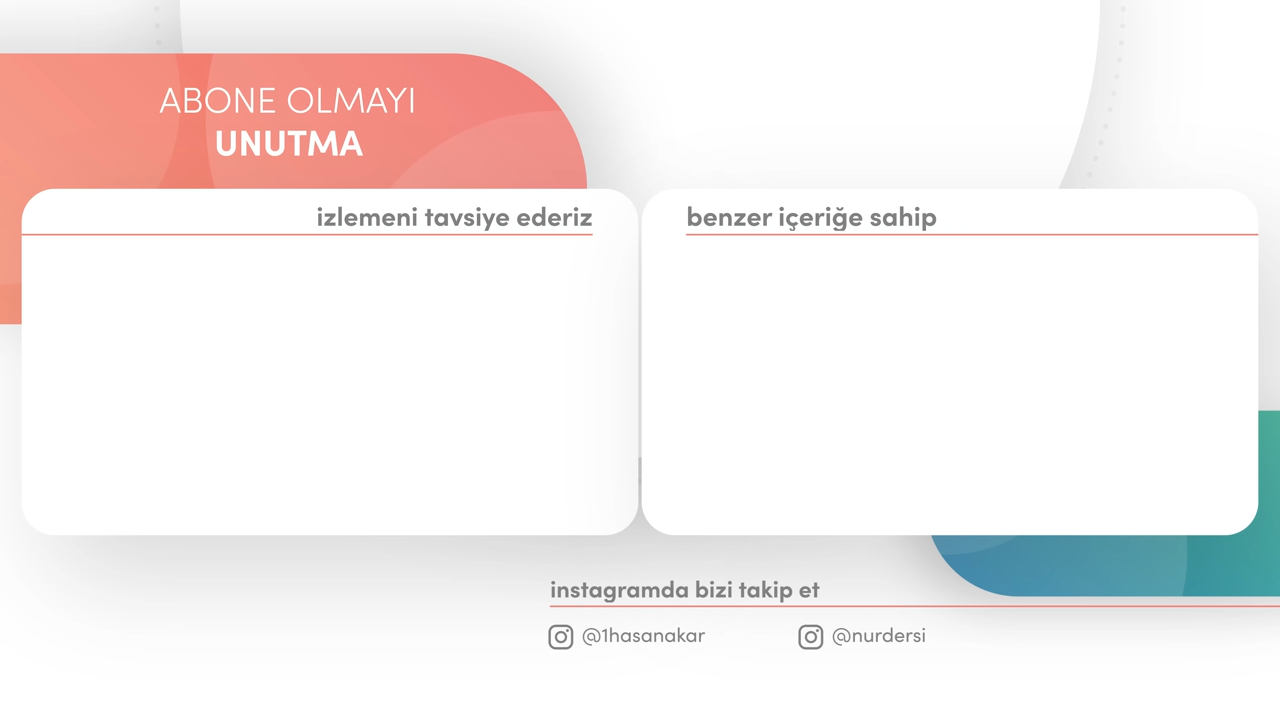 ABONE OLMAYI
UNUTMA
izlemeni tavsiye ederiz
benzer içeriğe sahip
instagramda bizi takip et
@1hasanakar
@nurdersi